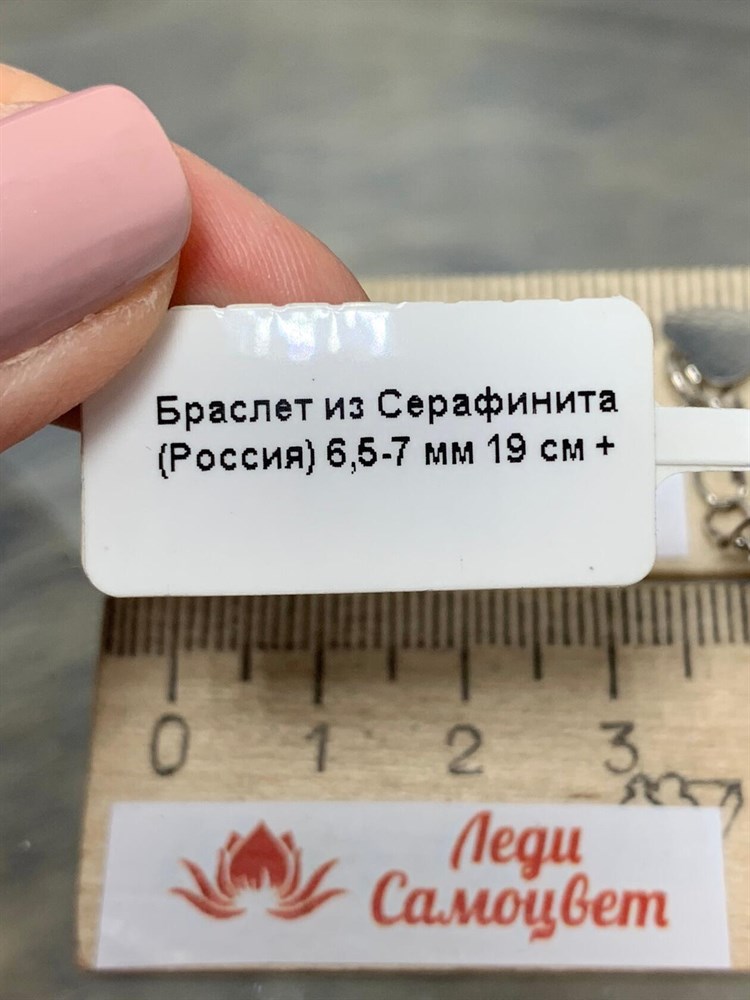 Браслет из Серафинита
(Россия) 6,5-7 мм 19 см +
0 1 2 3
Леди
Самоцвет